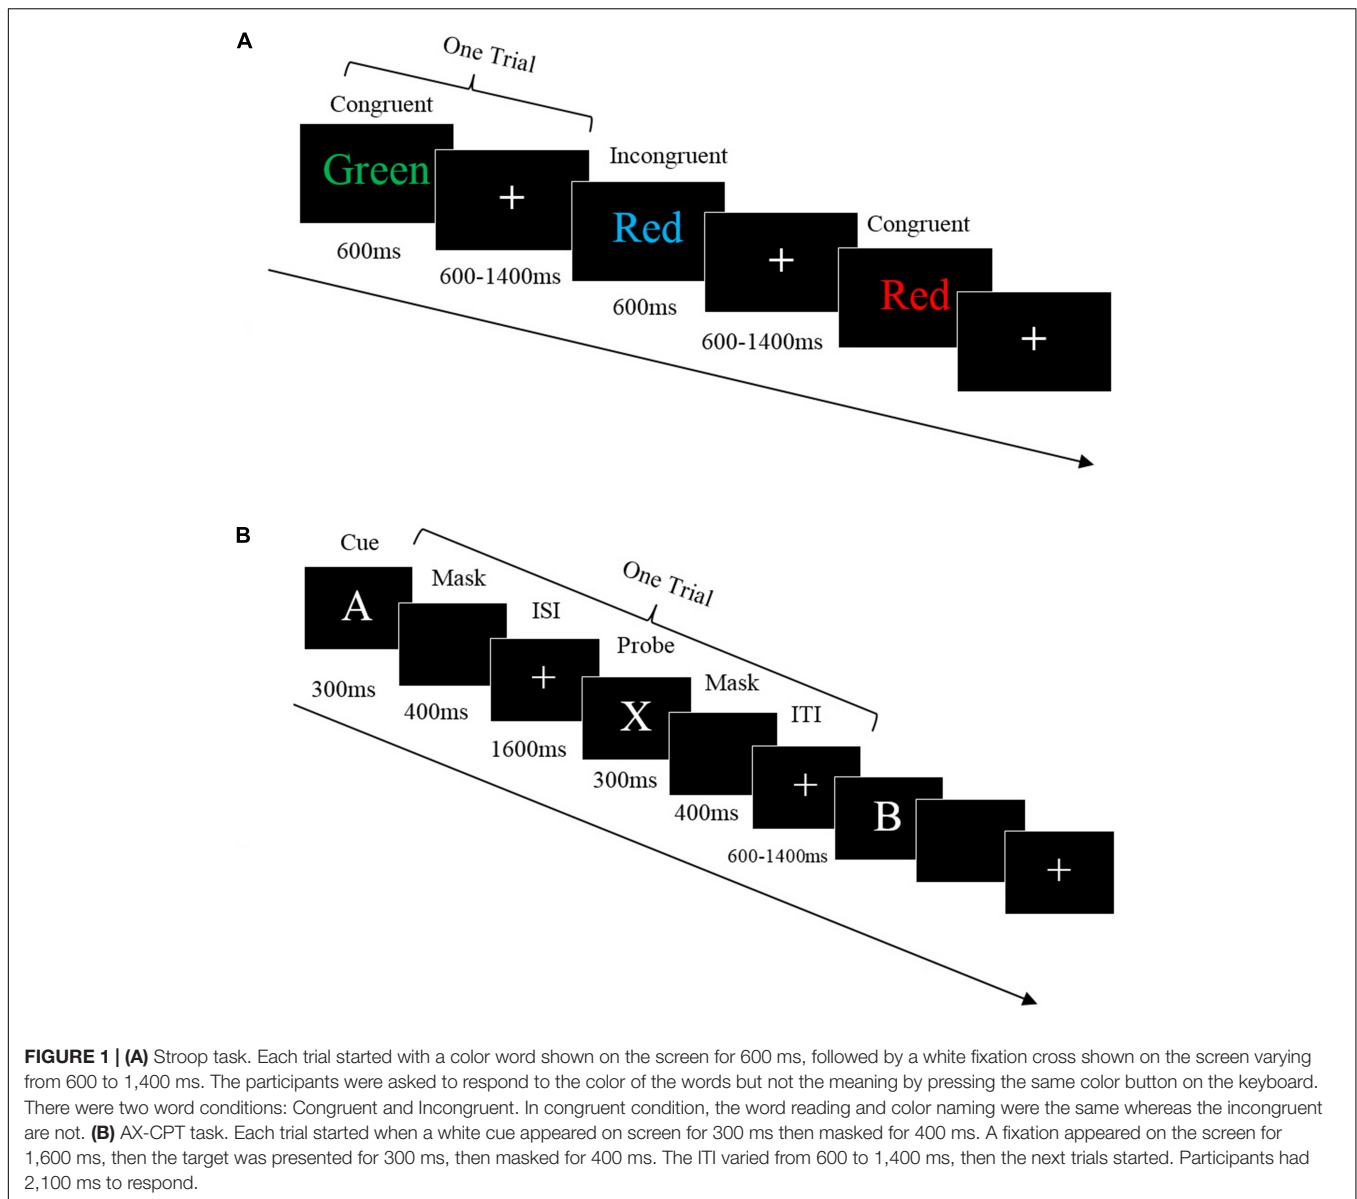 A
One Trial
Congruent
Green
600ms
+
600-1400ms
Incongruent
Red
600ms
+
600-1400ms
Congruent
Red
+
B
One Trial
Cue
A
300ms
Mask
400ms
ISI
+
1600ms
Probe
X
300ms
Mask
400ms
ITI
+
600-1400ms
B
+
FIGURE 1 | (A) Stroop task. Each trial started with a color word shown on the screen for 600 ms, followed by a white fixation cross shown on the screen varying
from 600 to 1,400 ms. The participants were asked to respond to the color of the words but not the meaning by pressing the same color button on the keyboard.
There were two word conditions: Congruent and Incongruent. In congruent condition, the word reading and color naming were the same whereas the incongruent
are not. (B) AX-CPT task. Each trial started when a white cue appeared on screen for 300 ms then masked for 400 ms. A fixation appeared on the screen for
1,600 ms, then the target was presented for 300 ms, then masked for 400 ms. The ITI varied from 600 to 1,400 ms, then the next trials started. Participants had
2,100 ms to respond.